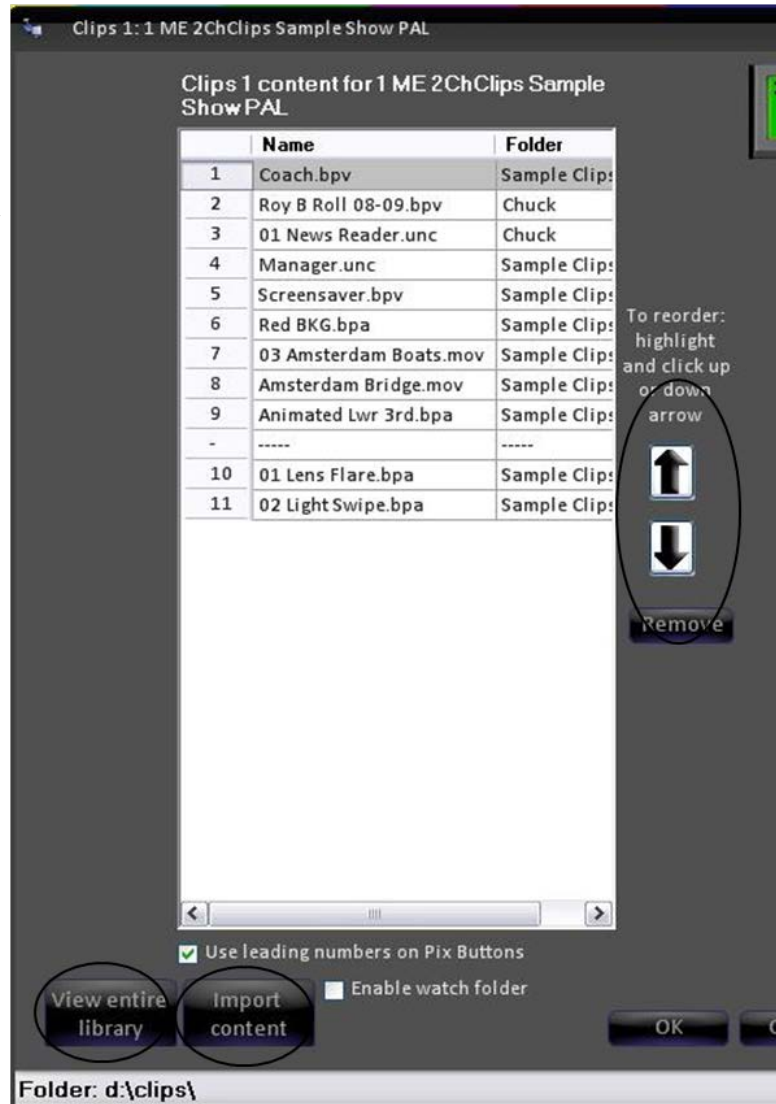 Clips 1: 1 ME 2ChClips Sample Show PAL
Clips 1 content for 1 ME 2ChClips Sample
Show PAL
Name Folder
1 Coach.bpv Sample Clips
2 Roy B Roll 08-09.bpv Chuck
3 01 News Reader.unc Chuck
4 Manager.unc Sample Clips
5 Screensaver.bpv Sample Clips
6 Red BKG.bpa Sample Clips
7 03 Amsterdam Boats.mov Sample Clips
8 Amsterdam Bridge.mov Sample Clips
9 Animated Lwr 3rd.bpa Sample Clips
- ----- -----
10 01 Lens Flare.bpa Sample Clips
11 02 Light Swipe.bpa Sample Clips
To reorder:
highlight
and click up
or down
arrow
Remove
Use leading numbers on Pix Buttons
Enable watch folder
View entire
library
Import
content
OK
Folder: d:\clips\